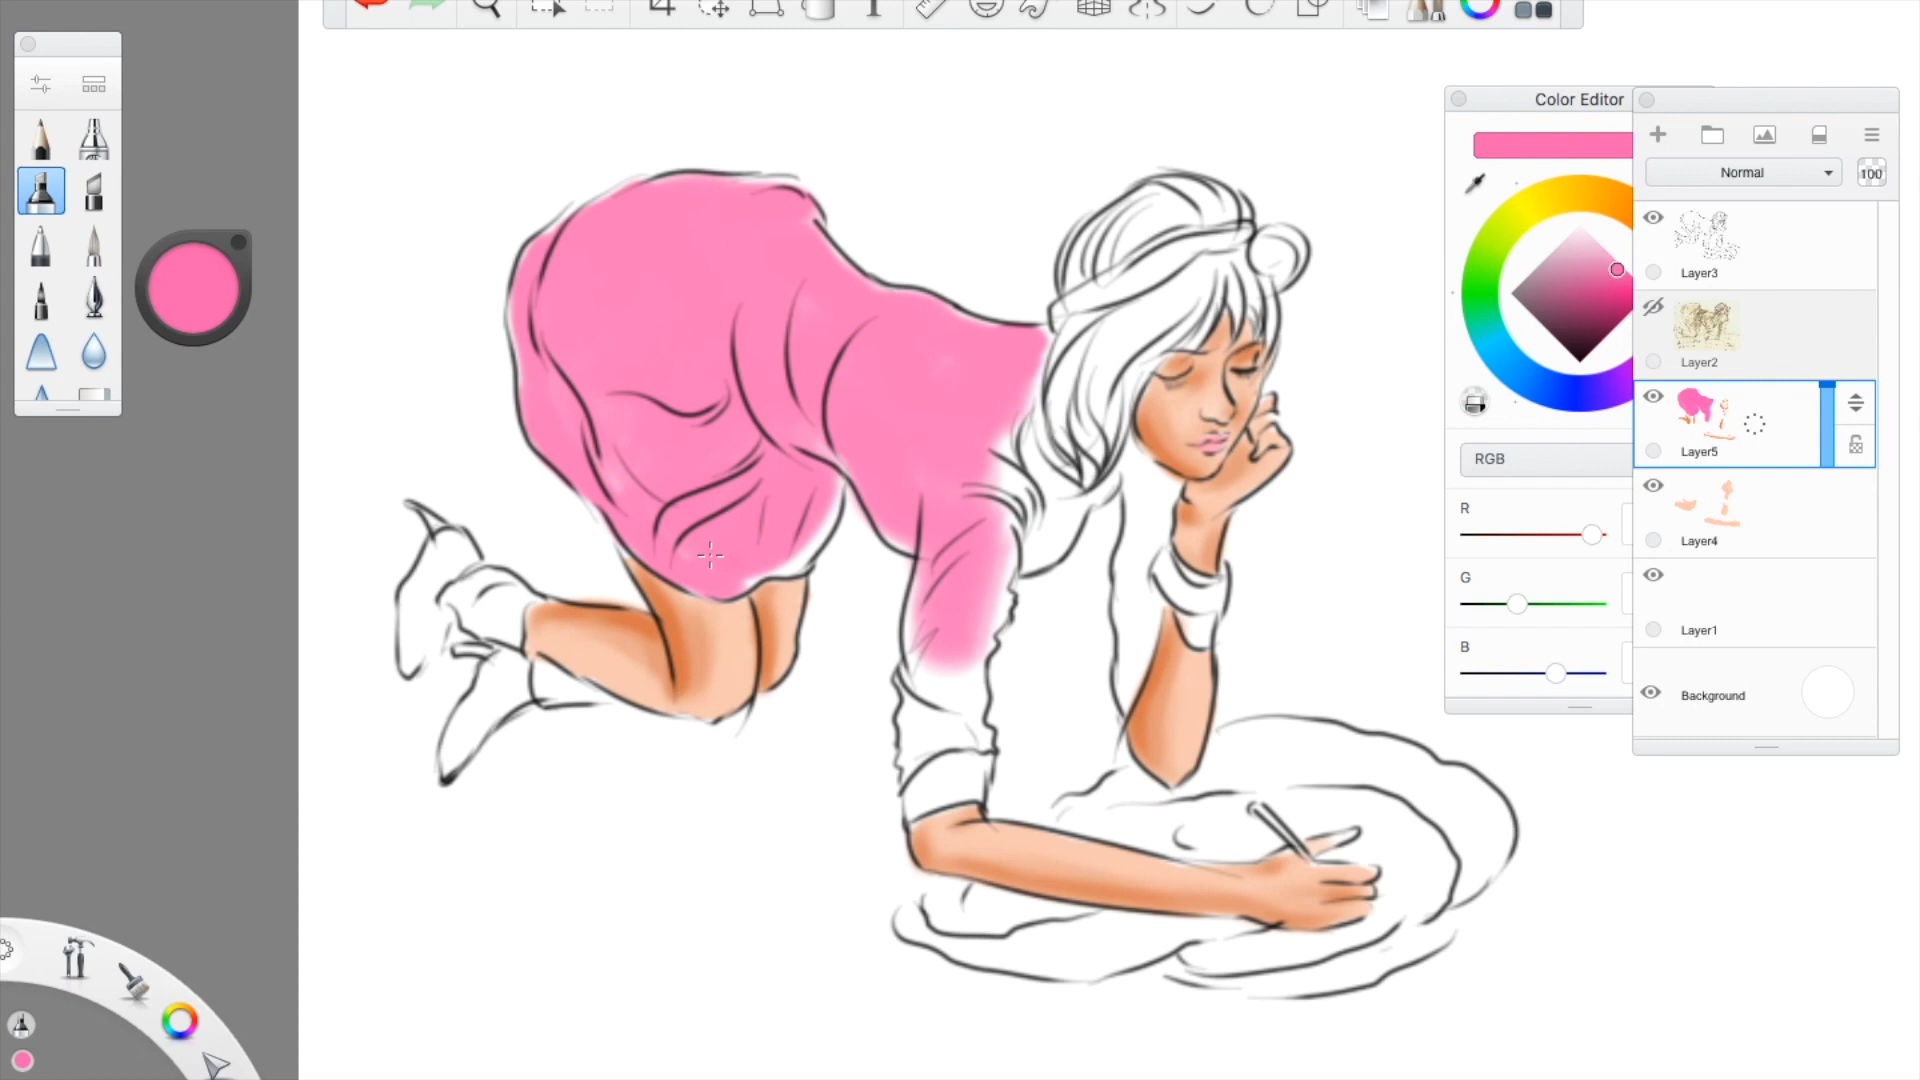 Color Editor
Normal
100
Layer3
Layer2
Layer5
RGB
R
Layer4
G
Layer1
B
Background